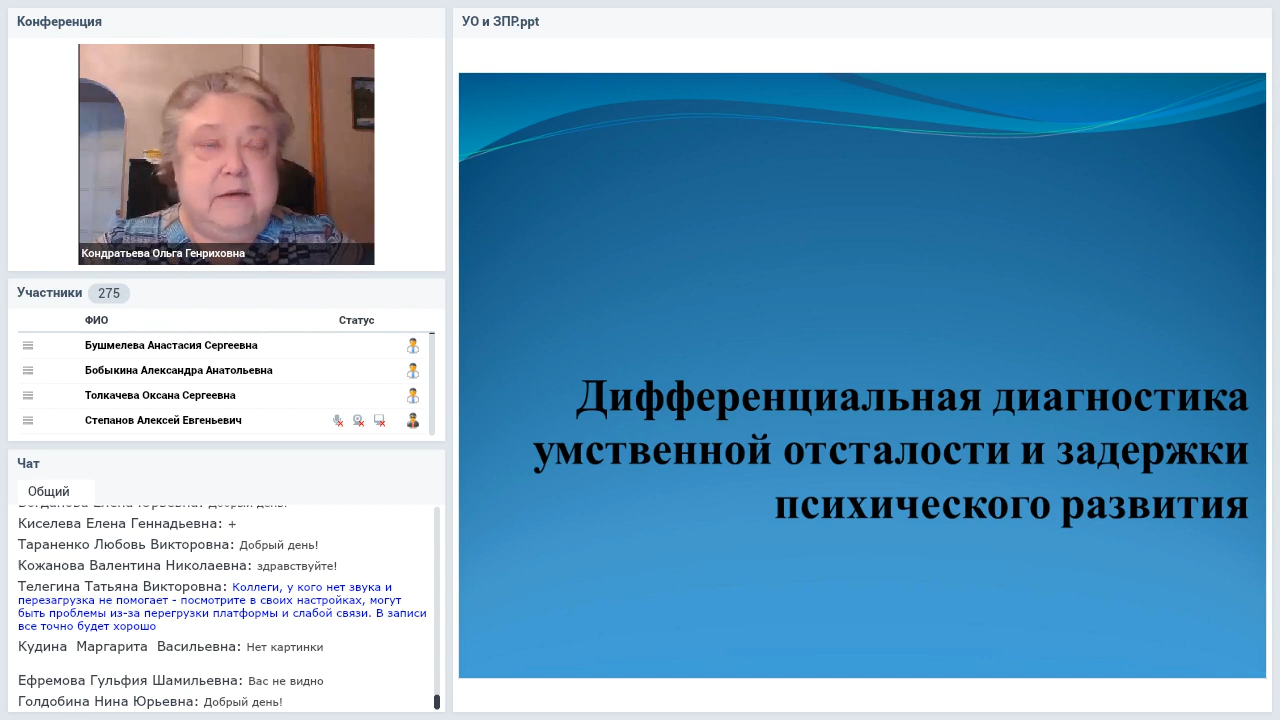 Конференция
Кондратьева Ольга Генриховна
Участники 275
ФИО Статус
Бушмелева Анастасия Сергеевна
Бобыкина Александра Анатольевна
Толкачева Оксана Сергеевна
Степанов Алексей Евгеньевич
Чат
Общий
Киселева Елена Геннадьевна: +
Тараненко Любовь Викторовна: Добрый день!
Кожанова Валентина Николаевна: здравствуйте!
Телегина Татьяна Викторовна: Коллеги, у кого нет звука и
перезагрузка не помогает - посмотрите в своих настройках, могут
быть проблемы из-за перегрузки платформы и слабой связи. В записи
все точно будет хорошо
Кудина Маргарита Васильевна: Нет картинки
Ефремова Гульфия Шамильевна: Вас не видно
Голдобина Нина Юрьевна: Добрый день!
УО и ЗПР.ppt
Дифференциальная диагностика
умственной отсталости и задержки
психического развития